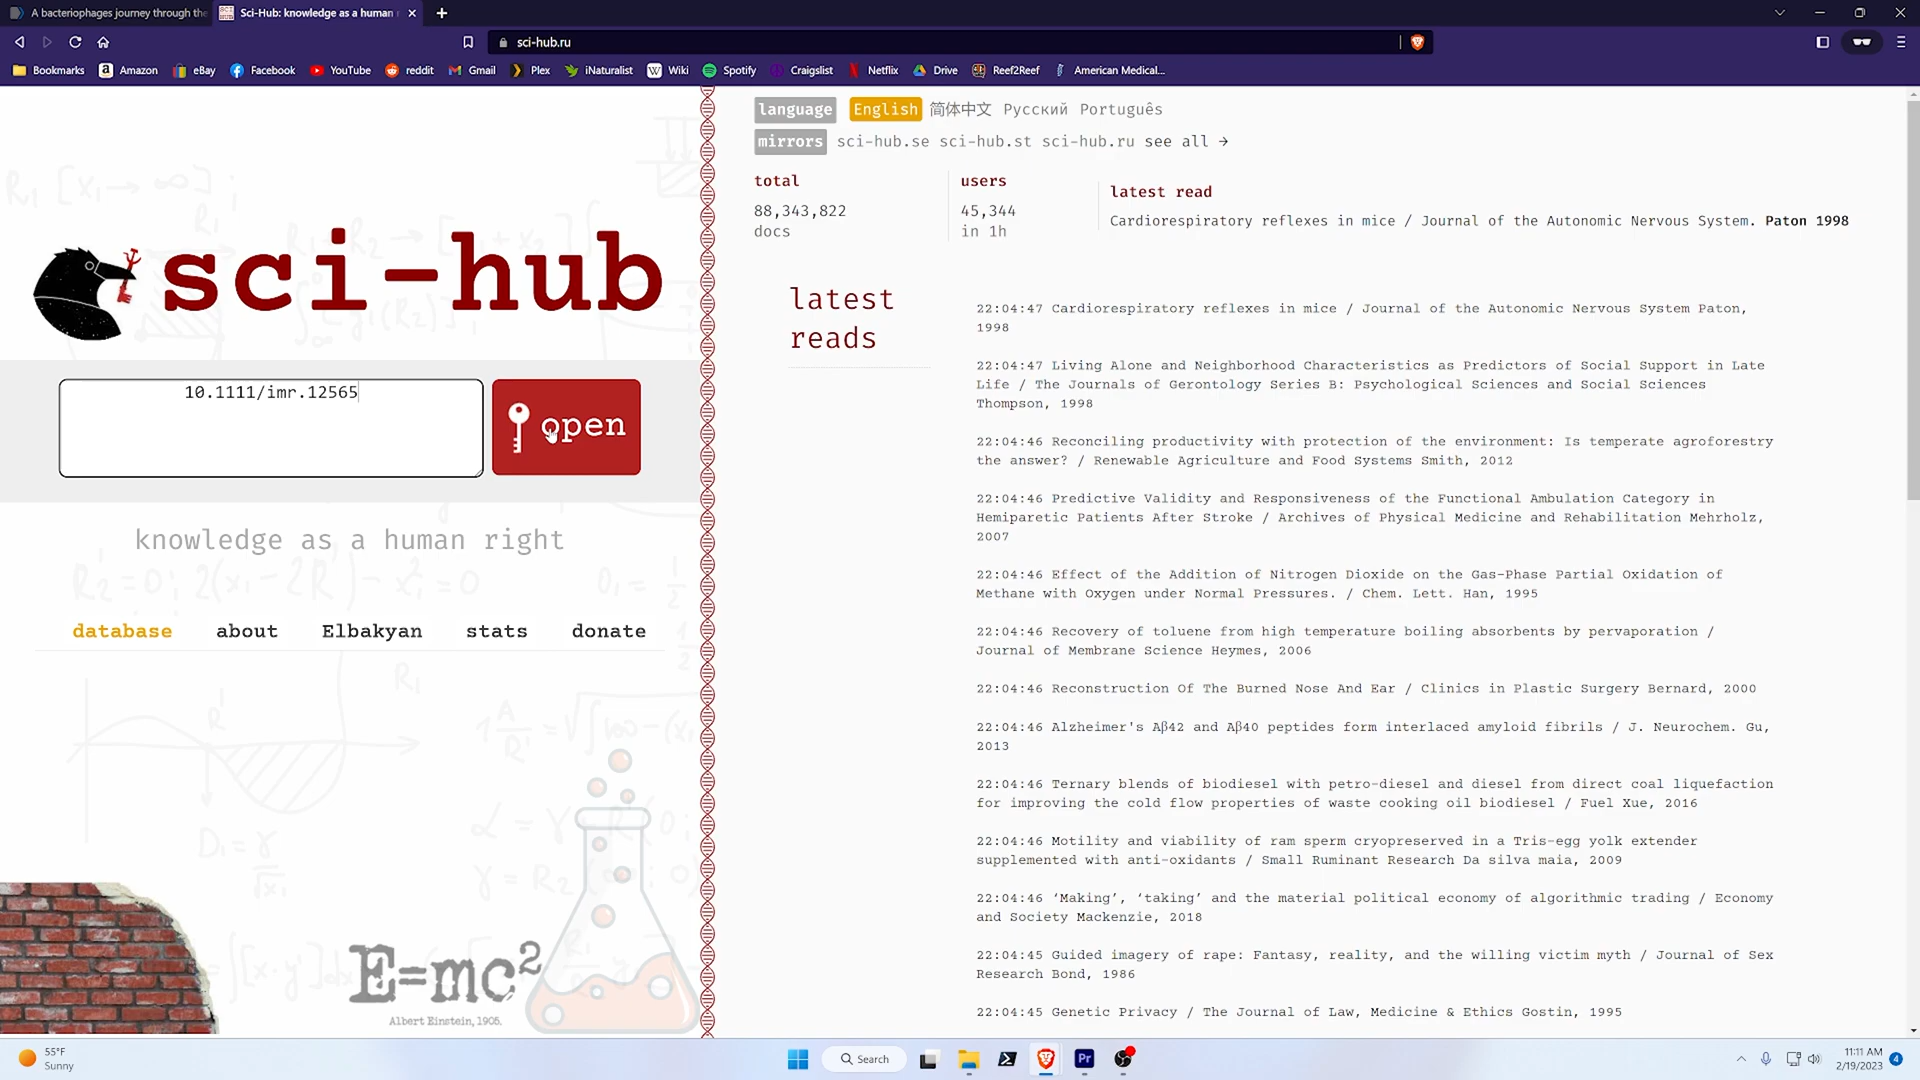 A bacteriophages journey through the
Sci-Hub: knowledge as a human
sci-hub.ru
Bookmarks Amazon eBay Facebook YouTube reddit Gmail Plex iNaturalist Wiki Spotify Craigslist Netflix Drive Reef2Reef American Medical...
language English 简体中文 Русский Português
mirrors sci-hub.se sci-hub.st sci-hub.ru see all →
total
88,343,822
docs
users
45,344
in 1h
latest read
Cardiorespiratory reflexes in mice / Journal of the Autonomic Nervous System. Paton 1998
sci-hub
10.1111/imr.12565
open
knowledge as a human right
database about Elbakyan stats donate
E=mc²
Albert Einstein, 1905.
latest
reads
22:04:47 Cardiorespiratory reflexes in mice / Journal of the Autonomic Nervous System Paton,
1998
22:04:47 Living Alone and Neighborhood Characteristics as Predictors of Social Support in Late
Life / The Journals of Gerontology Series B: Psychological Sciences and Social Sciences
Thompson, 1998
22:04:46 Reconciling productivity with protection of the environment: Is temperate agroforestry
the answer? / Renewable Agriculture and Food Systems Smith, 2012
22:04:46 Predictive Validity and Responsiveness of the Functional Ambulation Category in
Hemiparetic Patients After Stroke / Archives of Physical Medicine and Rehabilitation Mehrholz,
2007
22:04:46 Effect of the Addition of Nitrogen Dioxide on the Gas-Phase Partial Oxidation of
Methane with Oxygen under Normal Pressures. / Chem. Lett. Han, 1995
22:04:46 Recovery of toluene from high temperature boiling absorbents by pervaporation /
Journal of Membrane Science Heymes, 2006
22:04:46 Reconstruction Of The Burned Nose And Ear / Clinics in Plastic Surgery Bernard, 2000
22:04:46 Alzheimer's Aβ42 and Aβ40 peptides form interlaced amyloid fibrils / J. Neurochem. Gu,
2013
22:04:46 Ternary blends of biodiesel with petro-diesel and diesel from direct coal liquefaction
for improving the cold flow properties of waste cooking oil biodiesel / Fuel Xue, 2016
22:04:46 Motility and viability of ram sperm cryopreserved in a Tris-egg yolk extender
supplemented with anti-oxidants / Small Ruminant Research Da silva maia, 2009
22:04:46 ‘Making’, ‘taking’ and the material political economy of algorithmic trading / Economy
and Society Mackenzie, 2018
22:04:45 Guided imagery of rape: Fantasy, reality, and the willing victim myth / Journal of Sex
Research Bond, 1986
22:04:45 Genetic Privacy / The Journal of Law, Medicine & Ethics Gostin, 1995
55°F
Sunny
Search
11:11 AM
2/19/2023
4